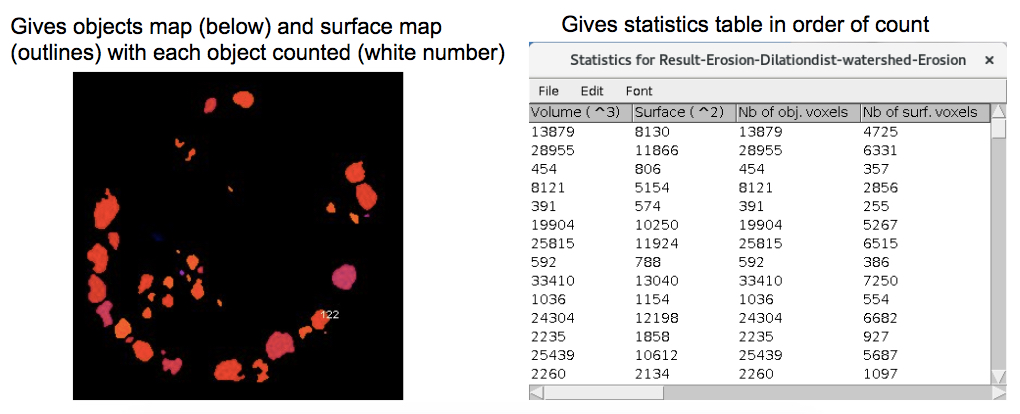 Gives objects map (below) and surface map
(outlines) with each object counted (white number)
122
Gives statistics table in order of count
Statistics for Result-Erosion-Dilationdist-watershed-Erosion ×
File Edit Font
Volume ( ^3) Surface ( ^2) Nb of obj. voxels Nb of surf. voxels
13879 8130 13879 4725
28955 11866 28955 6331
454 806 454 357
8121 5154 8121 2856
391 574 391 255
19904 10250 19904 5267
25815 11924 25815 6515
592 788 592 386
33410 13040 33410 7250
1036 1154 1036 554
24304 12198 24304 6682
2235 1858 2235 927
25439 10612 25439 5687
2260 2134 2260 1097